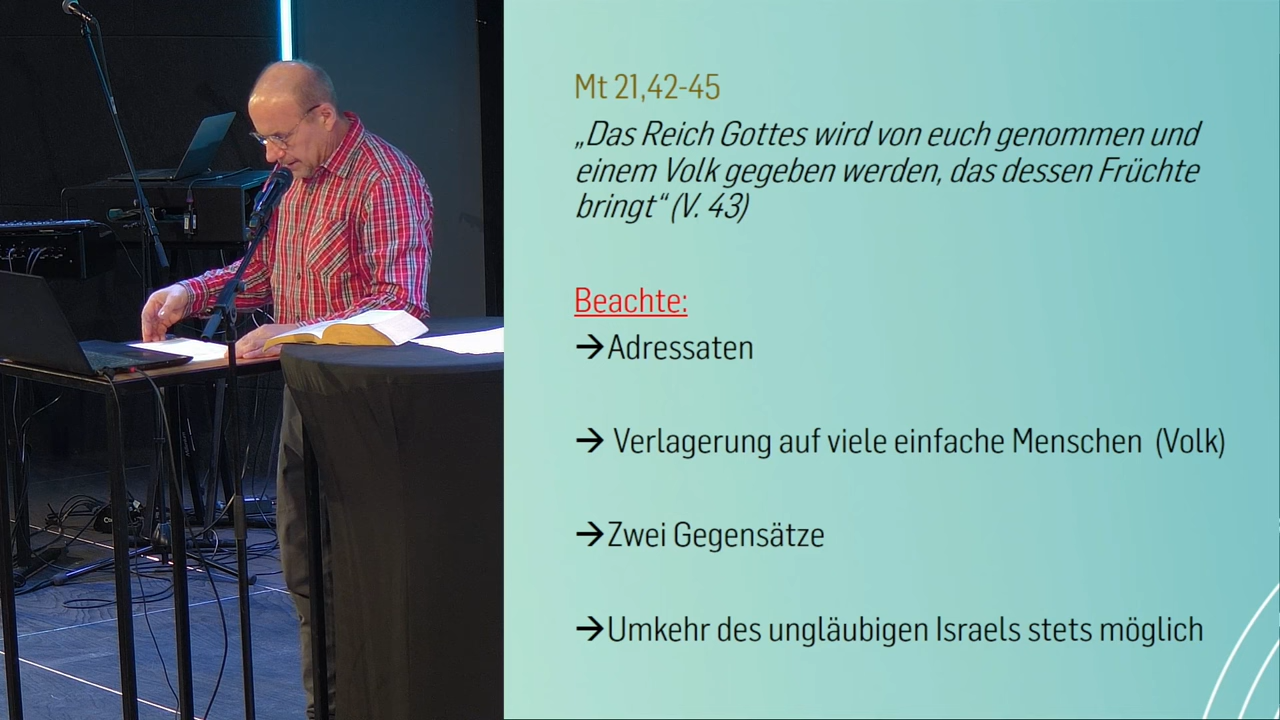 Mt 21,42-45
„Das Reich Gottes wird von euch genommen und
einem Volk gegeben werden, das dessen Früchte
bringt“ (V. 43)
Beachte:
→Adressaten
→ Verlagerung auf viele einfache Menschen (Volk)
→Zwei Gegensätze
→Umkehr des ungläubigen Israels stets möglich